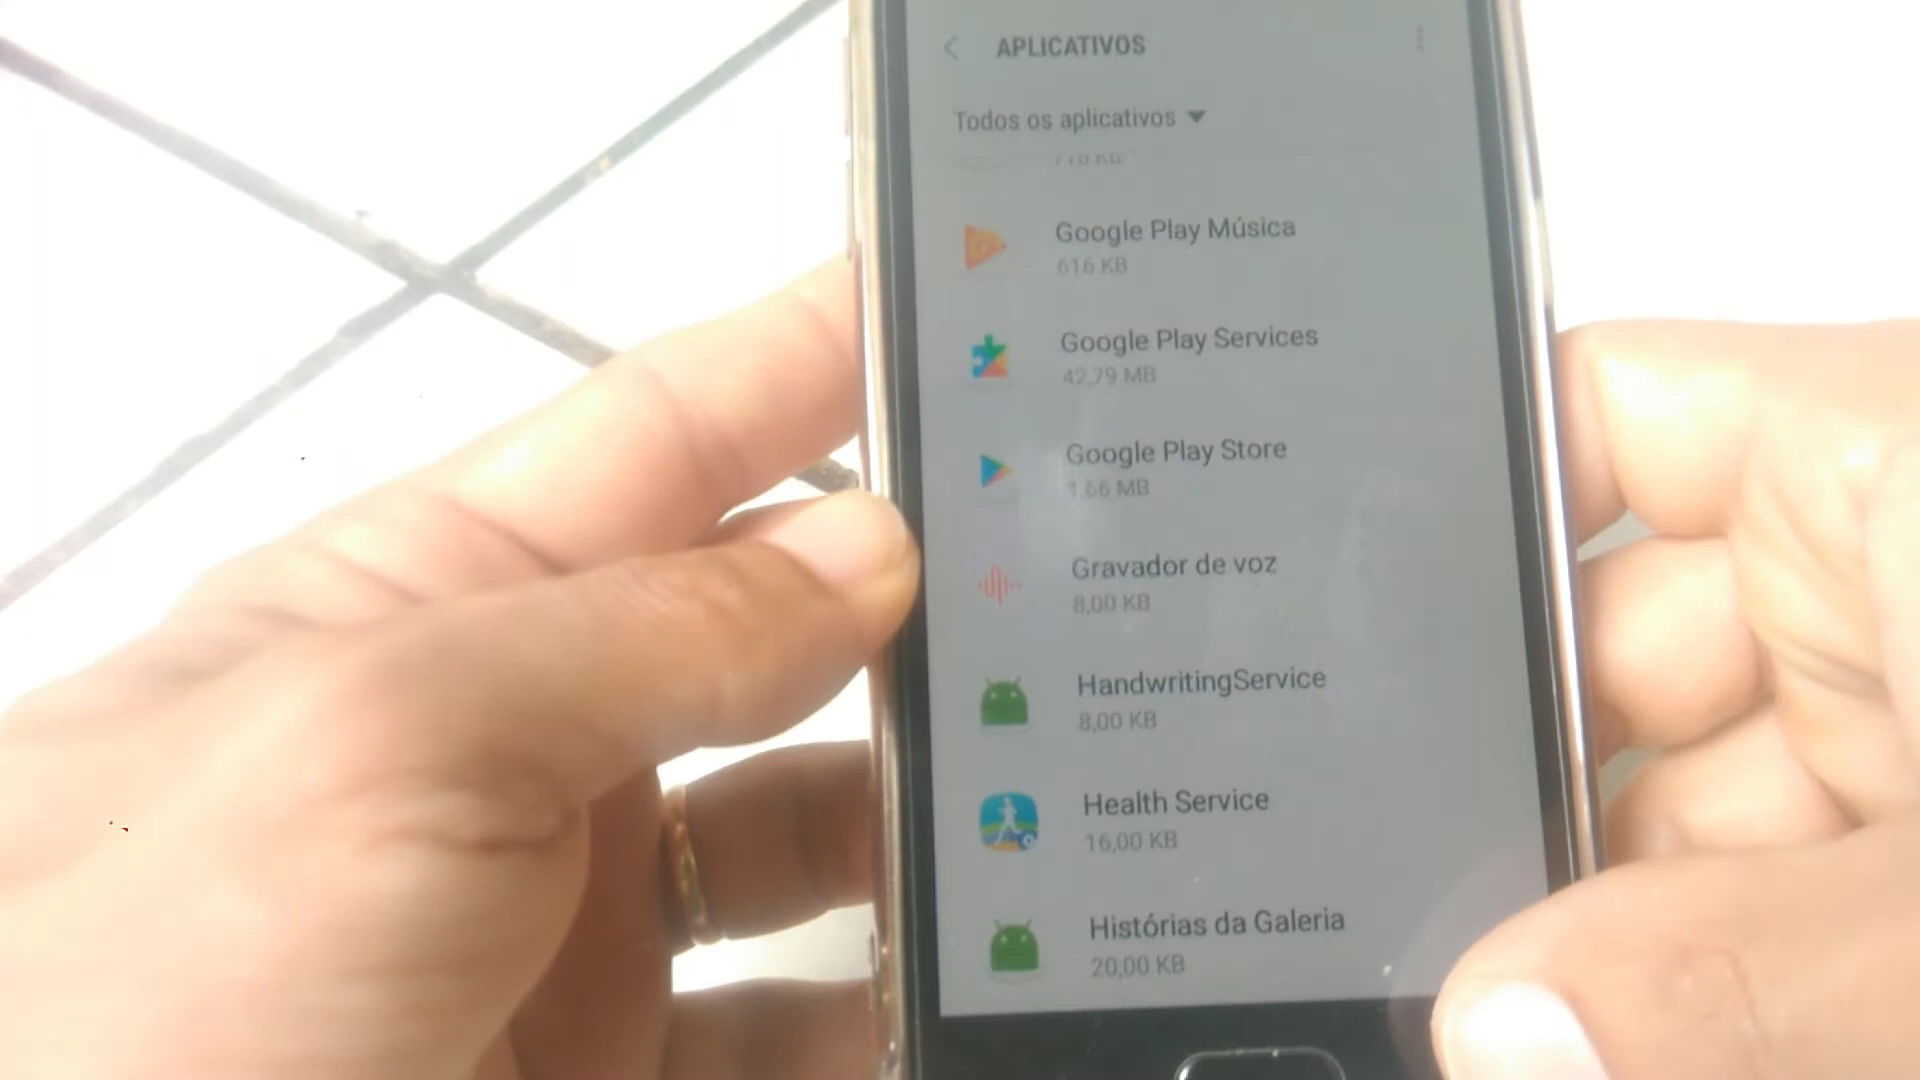 APLICATIVOS
Todos os aplicativos
Google Play Música
616 KB
Google Play Services
42,79 MB
Google Play Store
1,66 MB
Gravador de voz
8,00 KB
HandwritingService
8,00 KB
Health Service
16,00 KB
Histórias da Galeria
20,00 KB